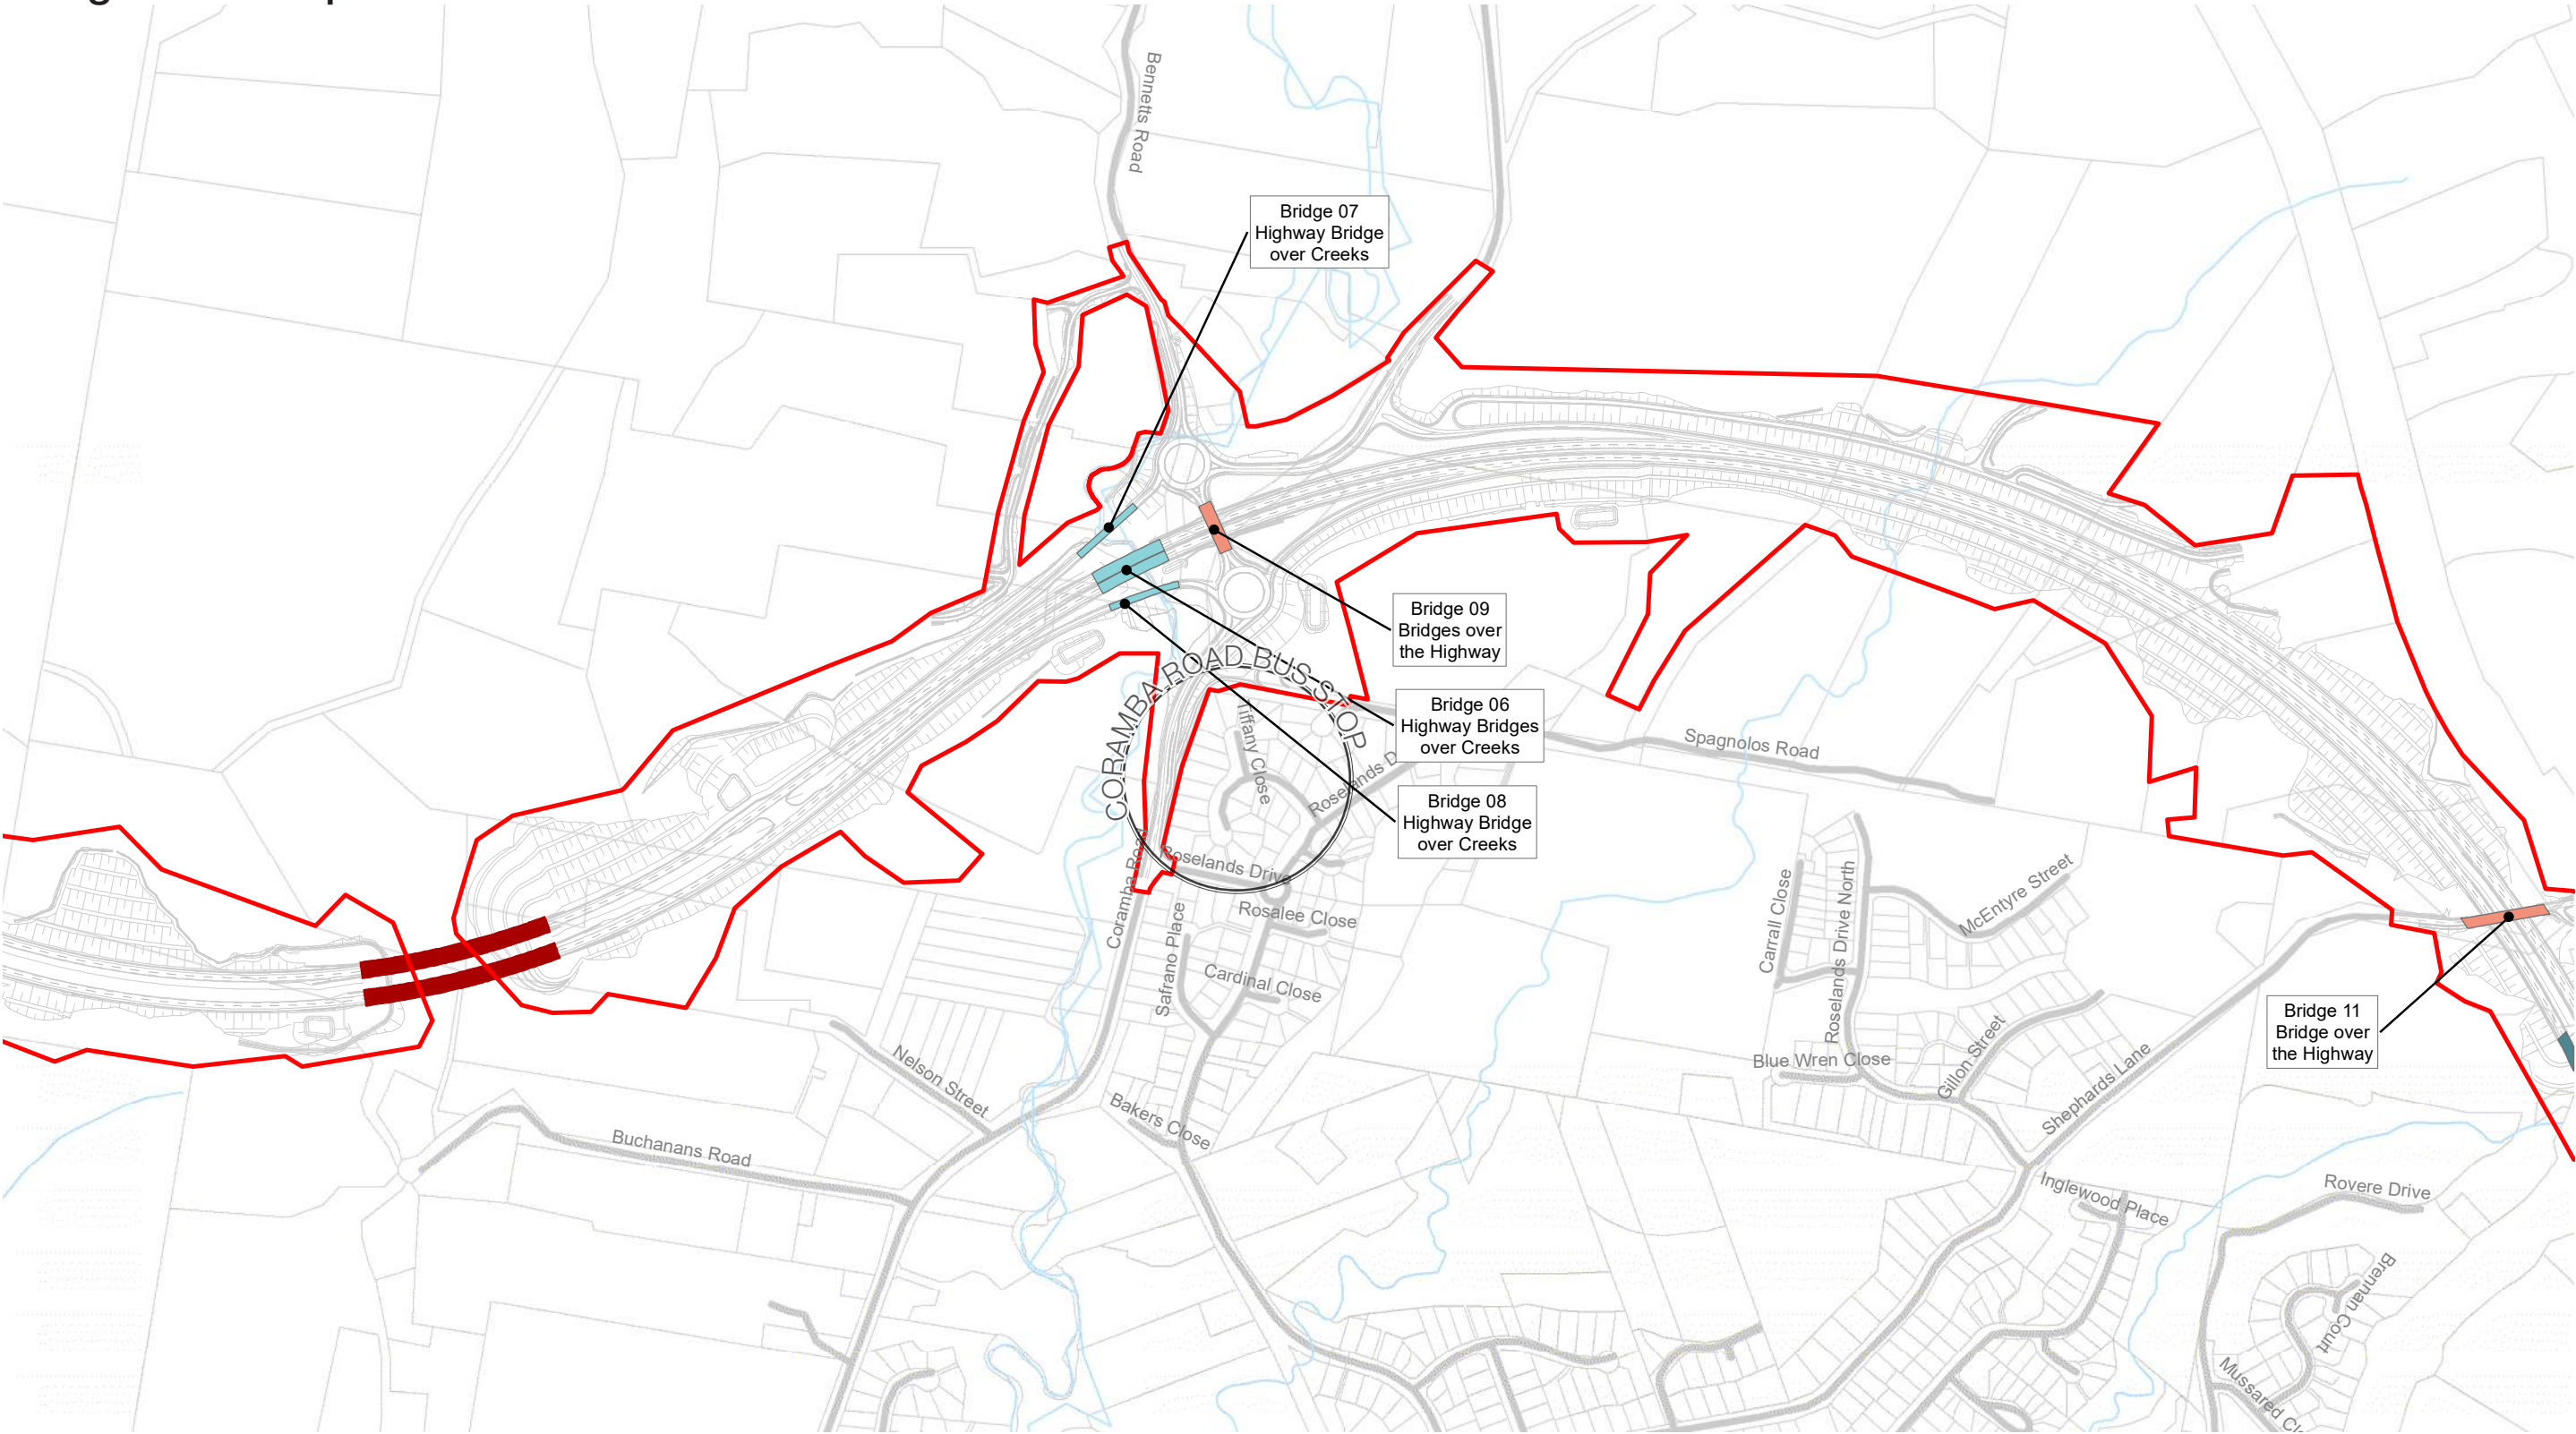 Bennetts Road
Bridge 07
Highway Bridge
over Creeks
Bridge 09
Bridges over
the Highway
CORAMBA ROAD BUS STOP
Bridge 06
Highway Bridges
over Creeks
Tiffany Close
Roselands D
Spagnolos Road
Bridge 08
Highway Bridge
over Creeks
Coramba Road
Roselands Drive
Rosalee Close
Safrano Place
Cardinal Close
Carrall Close
Roselands Drive North
McEntyre Street
Bridge 11
Bridge over
the Highway
Nelson Street
Blue Wren Close
Gillon Street
Shephards Lane
Bakers Close
Buchanans Road
Inglewood Place
Rovere Drive
Brennan Court
Mussared Cl